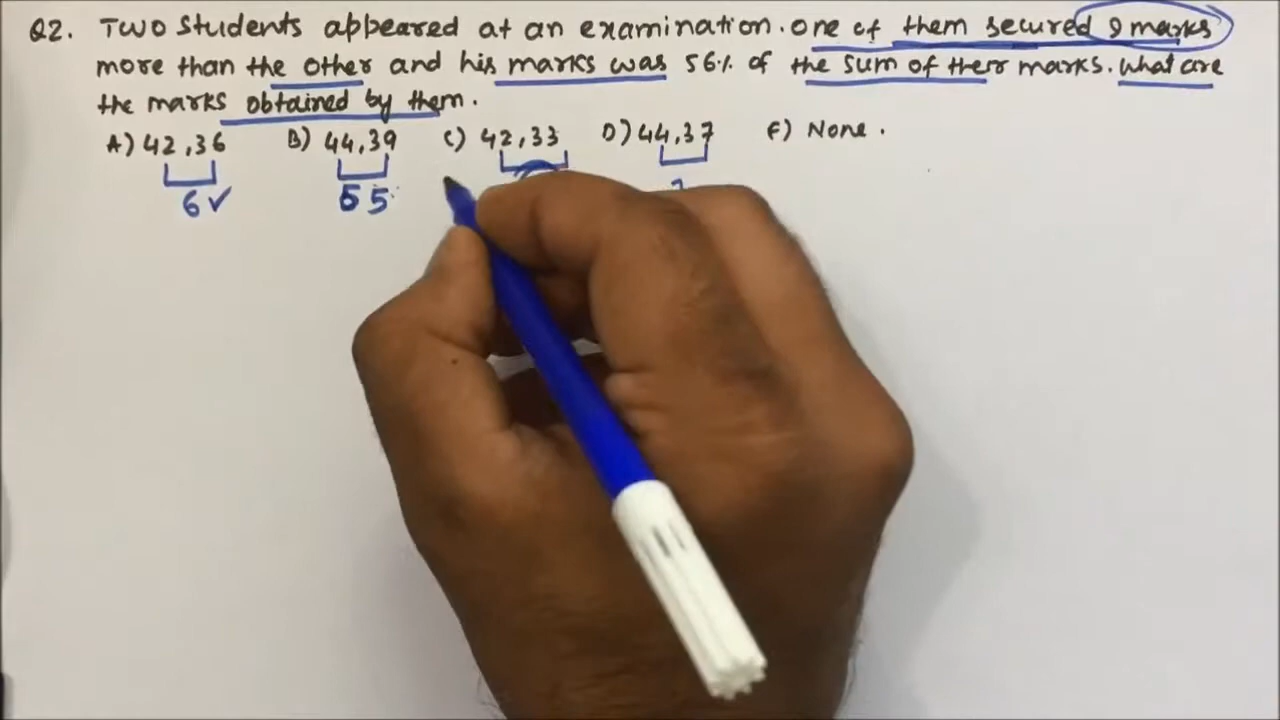 Q2. Two Students appeared at an examination. one of them secured 9 marks
more than the other and his marks was 56% of the sum of their marks. What are
the marks obtained by them.
A) 42,36 B) 44,39 C) 42,33 D) 44,37 E) None.
6✓ 5 5